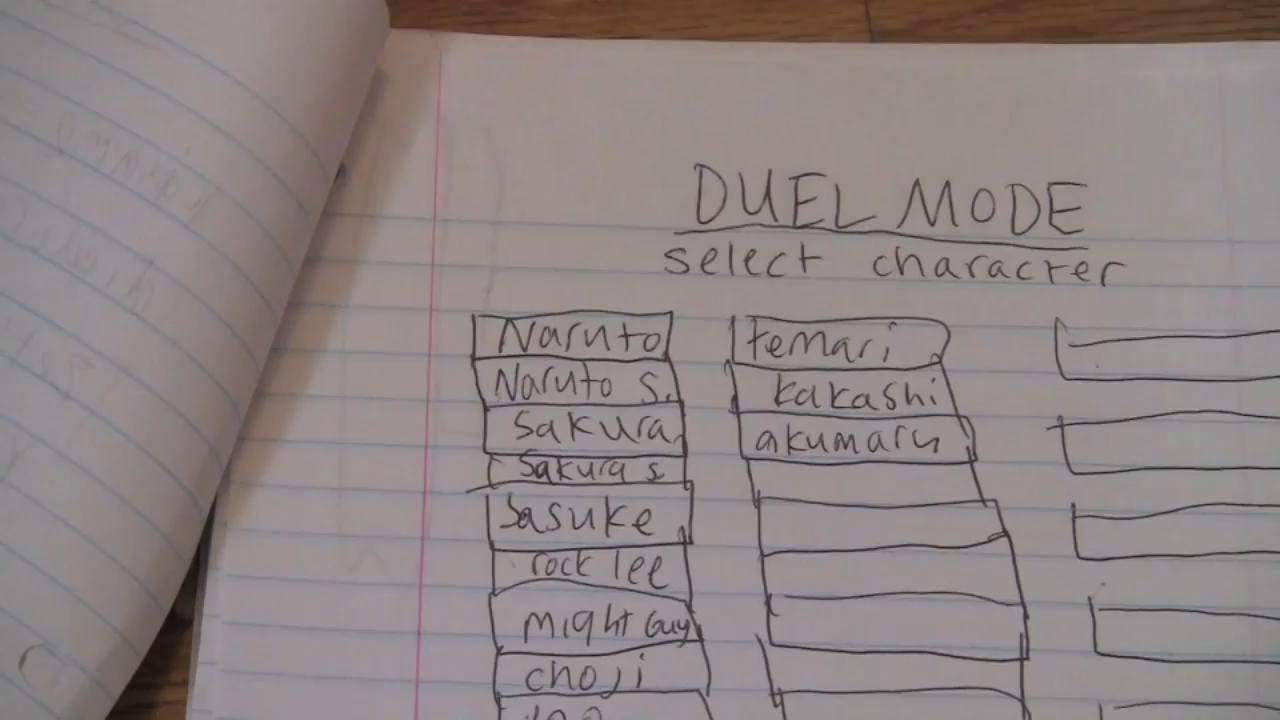 DUEL MODE
select character
Naruto
Naruto S.
Sakura
Sakura s
Sasuke
rock lee
might Guy
choji
temari
kakashi
akumaru